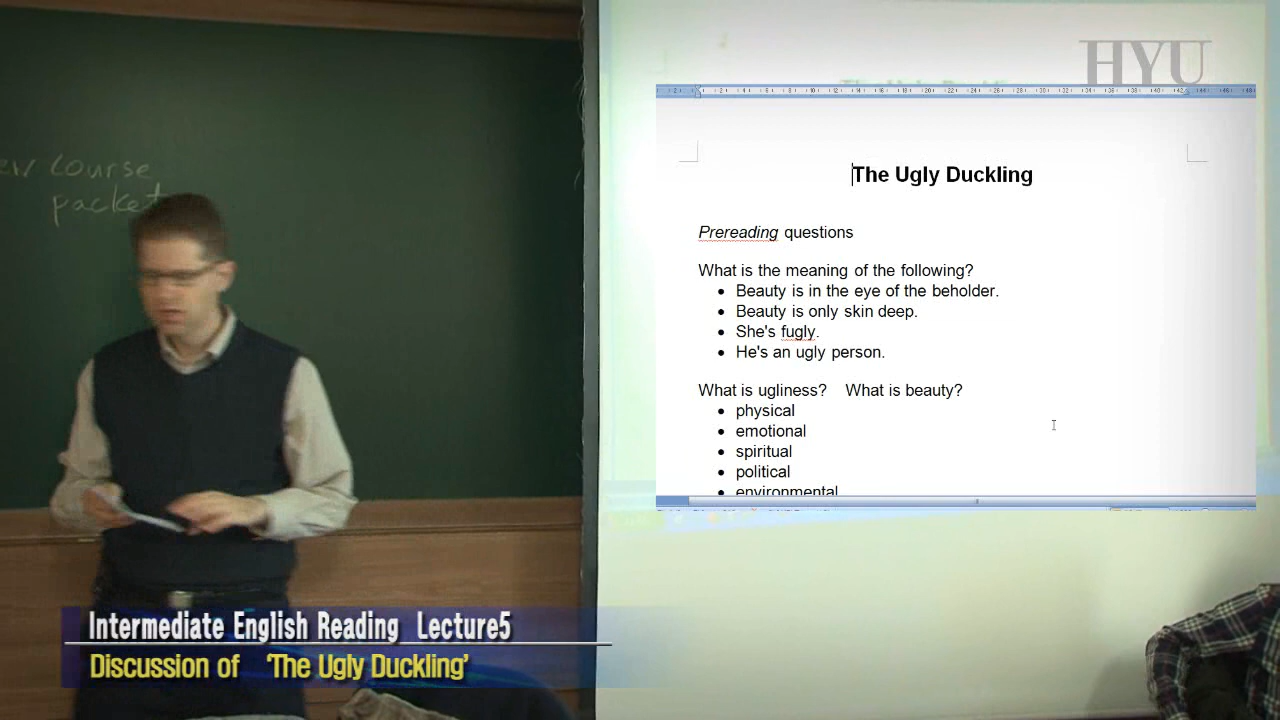 ew course
packet
HYU
The Ugly Duckling
Prereading questions
What is the meaning of the following?
• Beauty is in the eye of the beholder.
• Beauty is only skin deep.
• She's fugly.
• He's an ugly person.
What is ugliness? What is beauty?
• physical
• emotional
• spiritual
• political
• environmental
Intermediate English Reading Lecture5
Discussion of 'The Ugly Duckling'